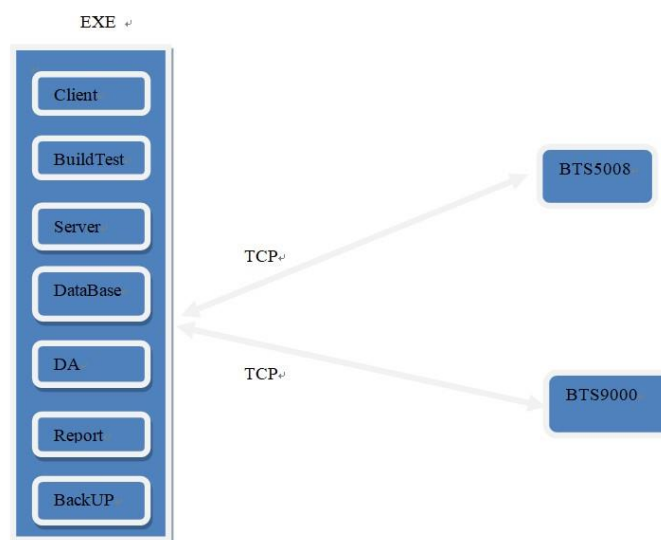 EXE
Client
BuildTest
Server
DataBase
DA
Report
BackUP
TCP
TCP
BTS5008
BTS9000